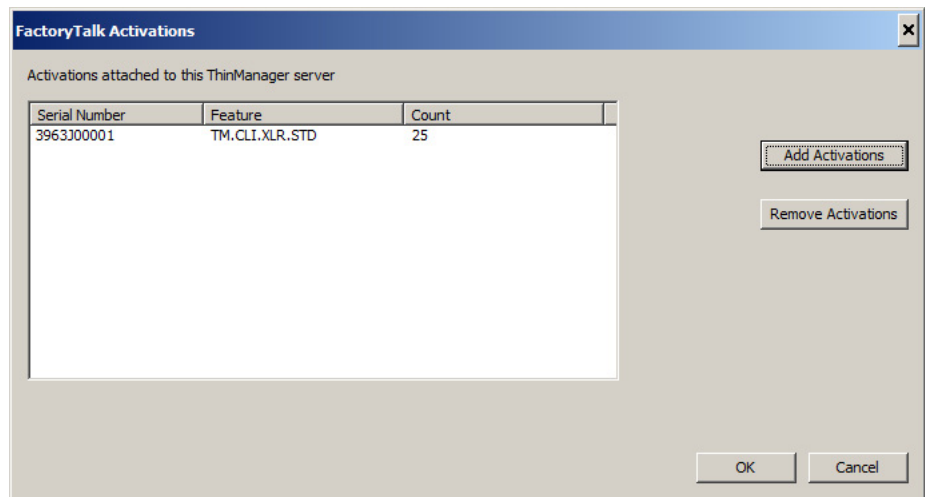 FactoryTalk Activations
Activations attached to this ThinManager server
Serial Number Feature Count
3963J00001 TM.CLI.XLR.STD 25
Add Activations
Remove Activations
OK Cancel